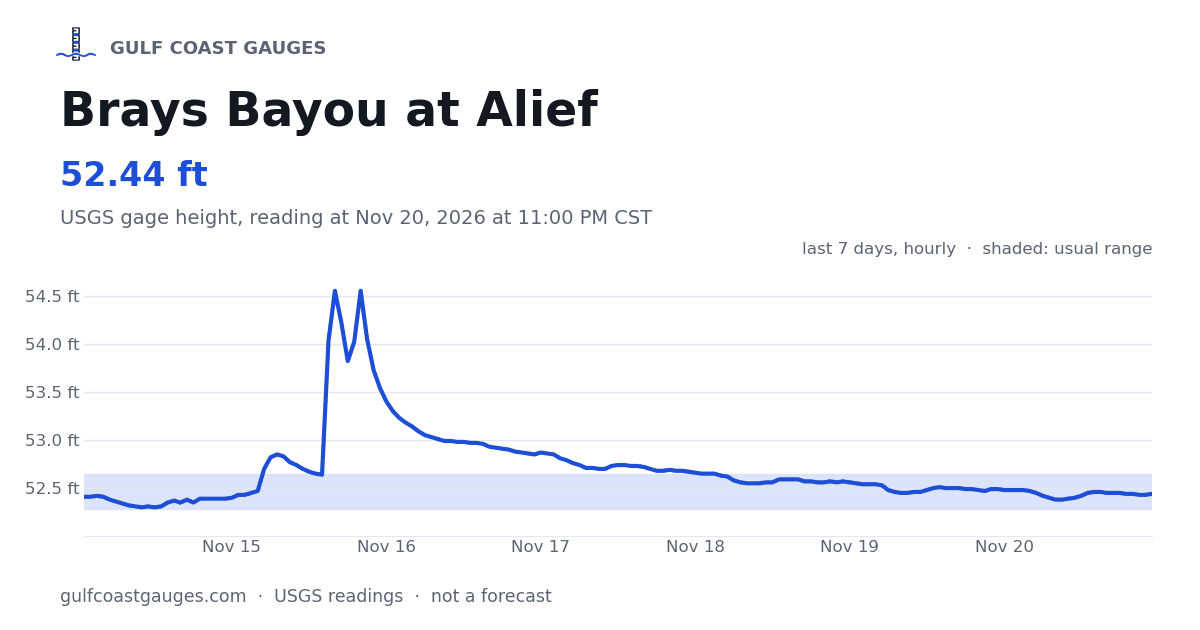 GULF COAST GAUGES
Brays Bayou at Alief
52.44 ft
USGS gage height, reading at Nov 20, 2026 at 11:00 PM CST
last 7 days, hourly · shaded: usual range
54.5 ft
54.0 ft
53.5 ft
53.0 ft
52.5 ft
Nov 15 Nov 16 Nov 17 Nov 18 Nov 19 Nov 20
gulfcoastgauges.com · USGS readings · not a forecast